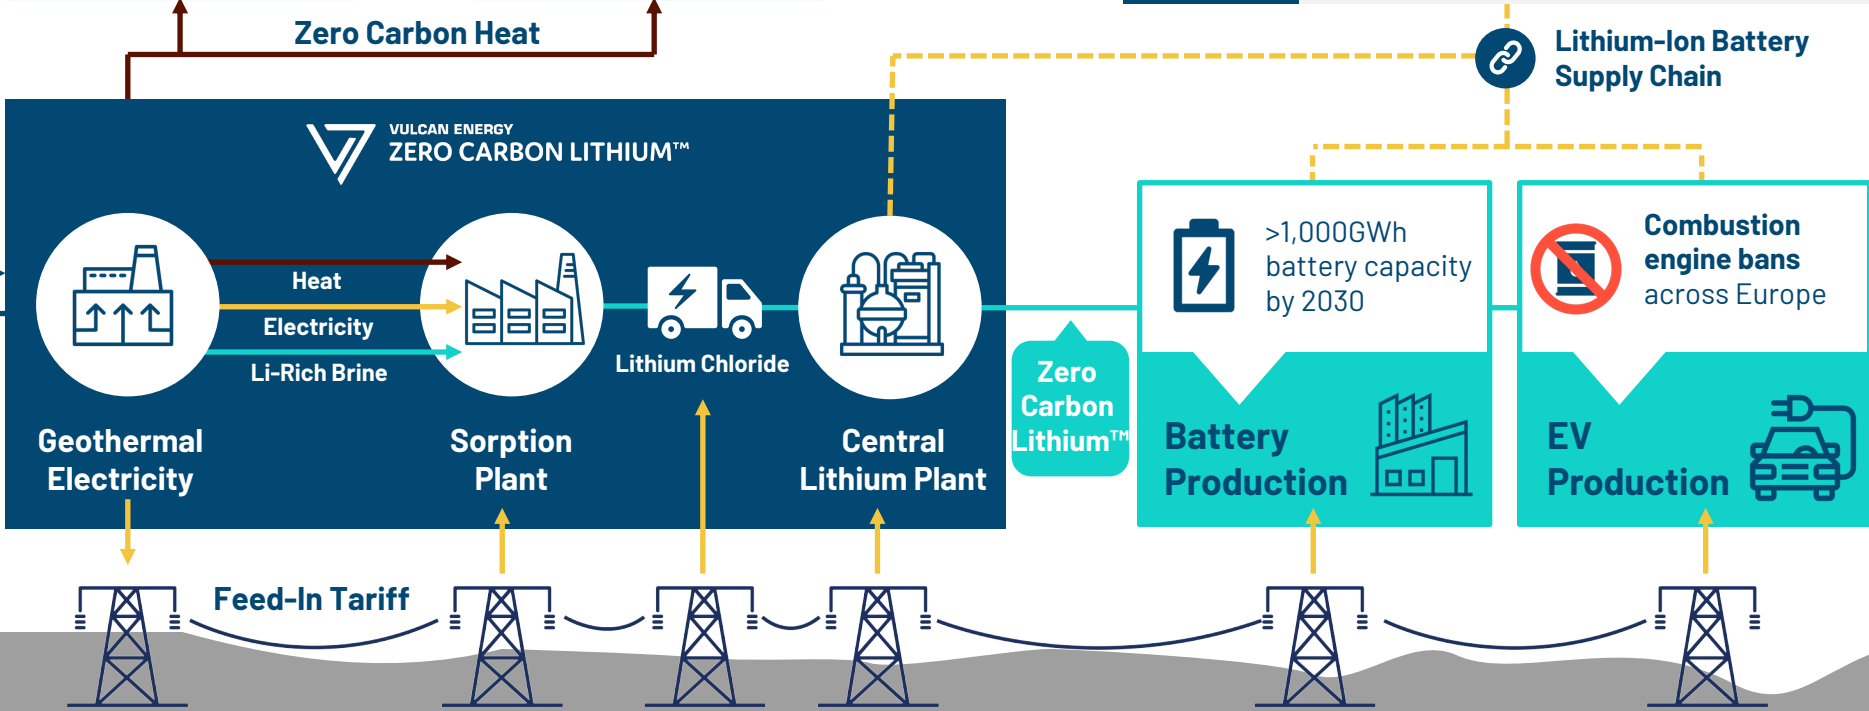 Zero Carbon Heat
Lithium-Ion Battery
Supply Chain
VULCAN ENERGY
ZERO CARBON LITHIUM™
Heat
Electricity
Li-Rich Brine
Lithium Chloride
Geothermal
Electricity
Sorption
Plant
Central
Lithium Plant
Zero
Carbon
Lithium™
>1,000GWh
battery capacity
by 2030
Battery
Production
Combustion
engine bans
across Europe
EV
Production
Feed-In Tariff